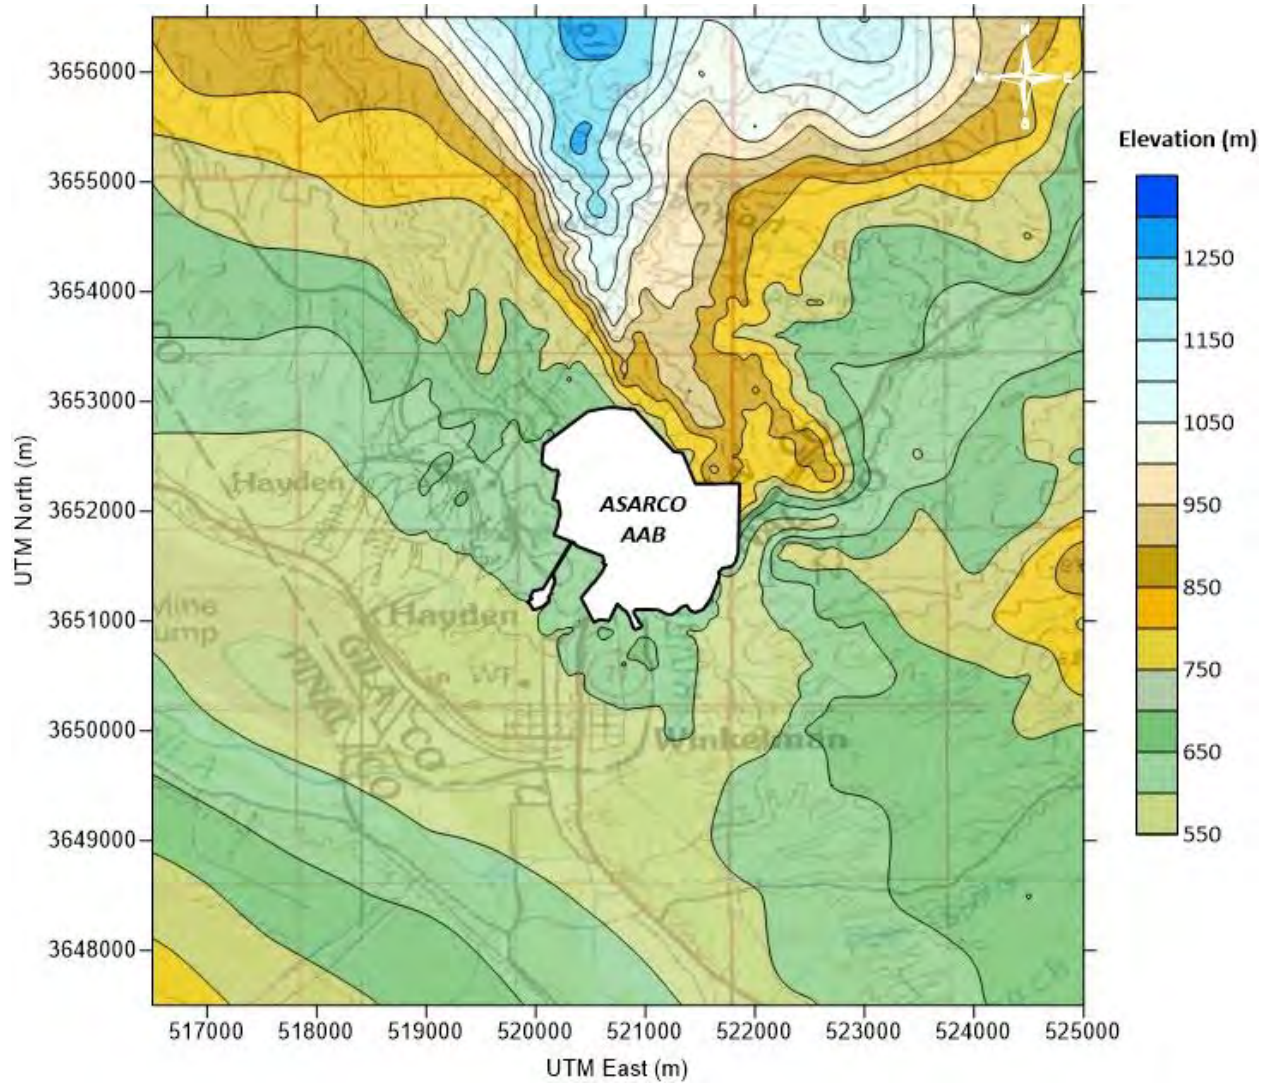 3656000
3655000
3654000
3653000
3652000
3651000
3650000
3649000
3648000
UTM North (m)
517000 518000 519000 520000 521000 522000 523000 524000 525000
UTM East (m)
Elevation (m)
1250
1150
1050
950
850
750
650
550
ASARCO
AAB
Hayden
Hayden
GILA CO
PINAL CO
Winkelman